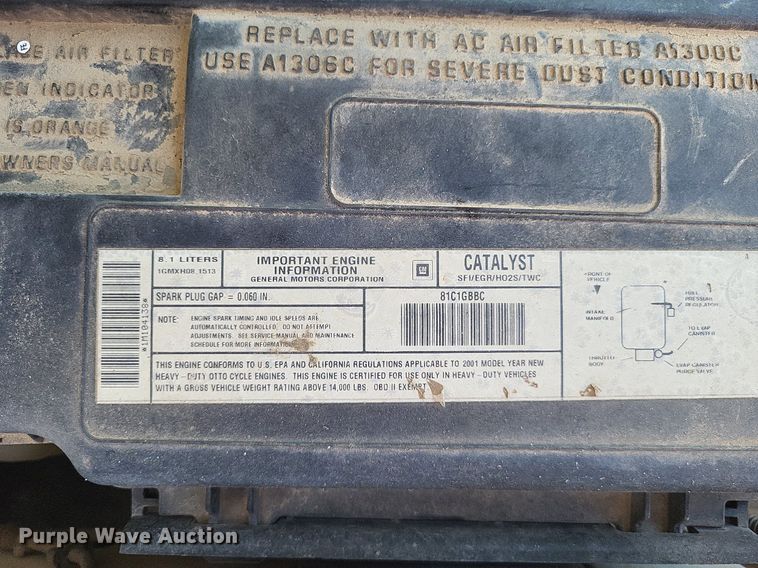 REPLACE WITH AC AIR FILTER A1300C
USE A1306C FOR SEVERE DUST CONDITION
AIR FILTER
INDICATOR
IS ORANGE
OWNERS MANUAL
8.1 LITERS
1GMXH08.1513
IMPORTANT ENGINE
INFORMATION
GENERAL MOTORS CORPORATION
GM
CATALYST
SFI/EGR/HO2S/TWC
SPARK PLUG GAP = 0.060 IN.
81C1GBBC
NOTE: ENGINE SPARK TIMING AND IDLE SPEEDS ARE
AUTOMATICALLY CONTROLLED. DO NOT ATTEMPT
ADJUSTMENTS. SEE SERVICE MANUAL AND MAINTENANCE
SCHEDULE FOR MORE
THIS ENGINE CONFORMS TO U.S. EPA AND CALIFORNIA REGULATIONS APPLICABLE TO 2001 MODEL YEAR NEW
HEAVY-DUTY OTTO CYCLE ENGINES. THIS ENGINE IS CERTIFIED FOR USE ONLY IN HEAVY-DUTY VEHICLES
WITH A GROSS VEHICLE WEIGHT RATING ABOVE 14,000 LBS. OBD II EXEMPT
*1M104138*
FRONT OF
VEHICLE
FUEL
PRESSURE
REGULATOR
INTAKE
MANIFOLD
TO EVAP
CANISTER
THROTTLE
BODY
EVAP CANISTER
PURGE VALVE
Purple Wave Auction